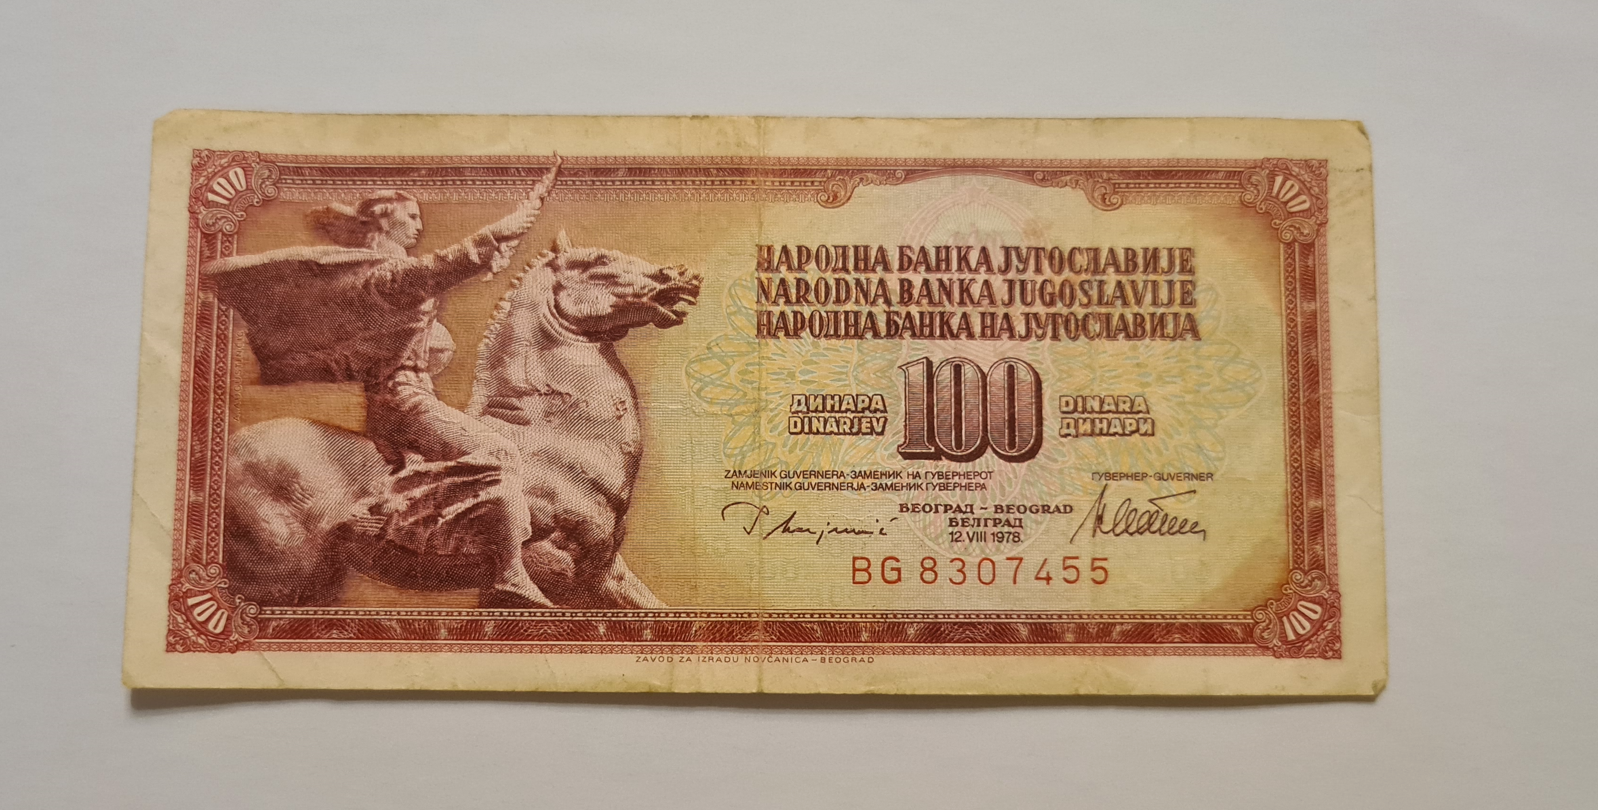 100
100
НАРОДНА БАНКА ЈУГОСЛАВИЈЕ
NARODNA BANKA JUGOSLAVIJE
НАРОДНА БАНКА НА ЈУГОСЛАВИЈА
ДИНАРА 100 DINARA
DINARJEV ДИНАРИ
ZAMJENIK GUVERNERA-ЗАМЕНИК НА ГУВЕРНЕРОТ ГУВЕРНЕР-GUVERNER
NAMESTNIK GUVERNERJA-ЗАМЕНИК ГУВЕРНЕРА
БЕОГРАД – BEOGRAD
БЕЛГРАД
12.VIII 1978.
BG 8307455
100
100
ZAVOD ZA IZRADU NOVČANICA – BEOGRAD